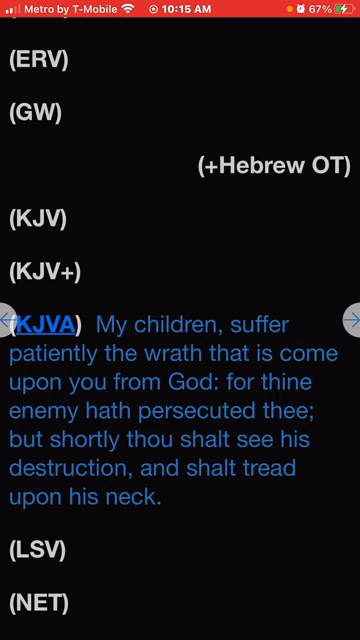 Metro by T-Mobile 10:15 AM 67%
(ERV)
(GW)
(+Hebrew OT)
(KJV)
(KJV+)
(KJVA) My children, suffer
patiently the wrath that is come
upon you from God: for thine
enemy hath persecuted thee;
but shortly thou shalt see his
destruction, and shalt tread
upon his neck.
(LSV)
(NET)